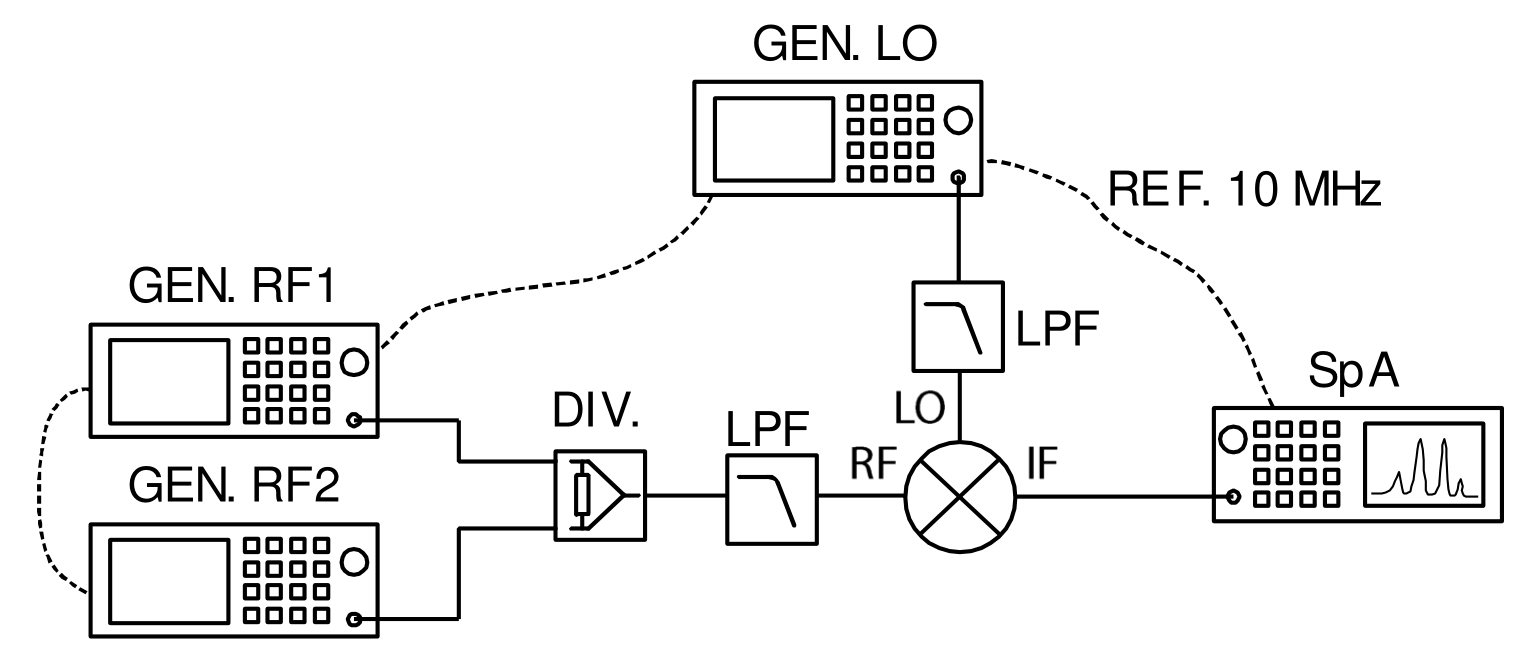 GEN. LO
REF. 10 MHz
GEN. RF1
LPF
SpA
DIV.
LPF
LO
RF
IF
GEN. RF2